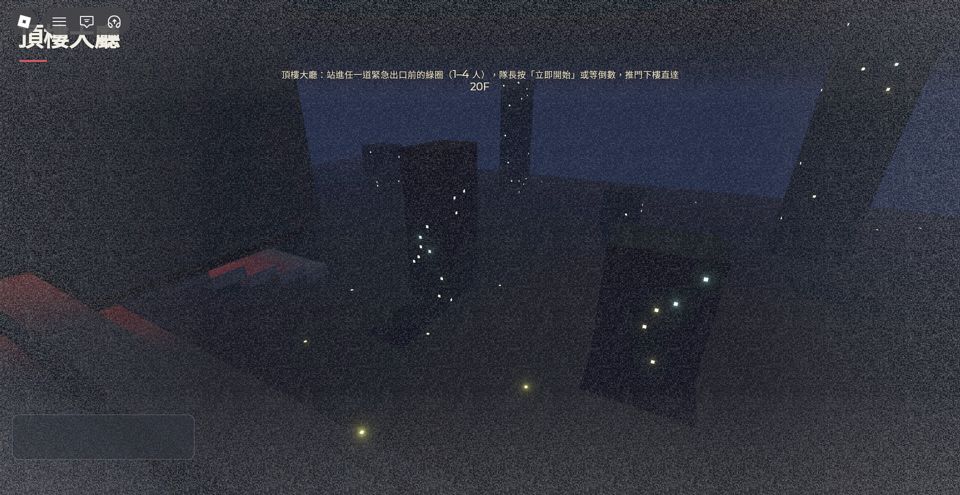 頂樓大廳
頂樓大廳：站進任一道緊急出口前的綠圈（1–4 人），隊長按「立即開始」或等倒數，推門下樓直達
20F